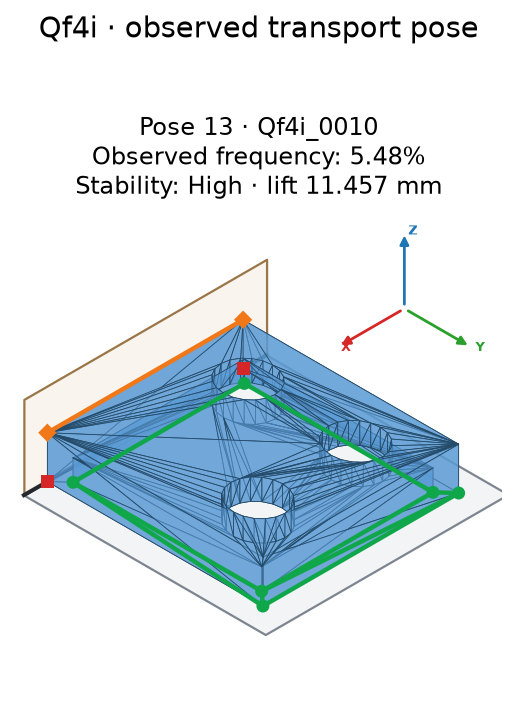 Qf4i · observed transport pose
Pose 13 · Qf4i_0010
Observed frequency: 5.48%
Stability: High · lift 11.457 mm
Z
X
Y